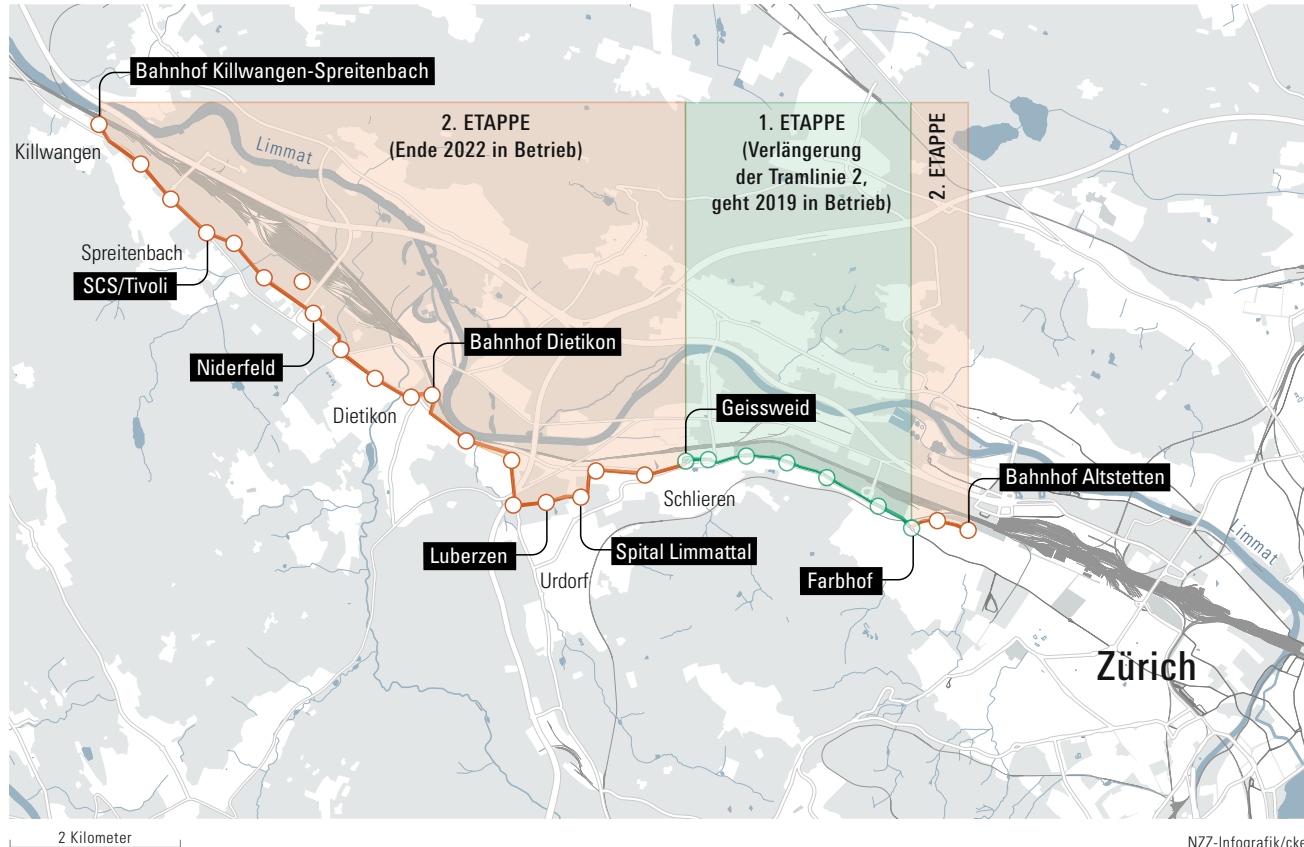 Bahnhof Killwangen-Spreitenbach
Killwangen
Limmat
2. ETAPPE
(Ende 2022 in Betrieb)
1. ETAPPE
(Verlängerung
der Tramlinie 2,
geht 2019 in Betrieb)
2. ETAPPE
Spreitenbach
SCS/Tivoli
Niderfeld
Bahnhof Dietikon
Dietikon
Geissweid
Schlieren
Bahnhof Altstetten
Luberzen
Spital Limmattal
Urdorf
Farbhof
Limmat
Zürich
2 Kilometer
NZZ-Infografik/cke